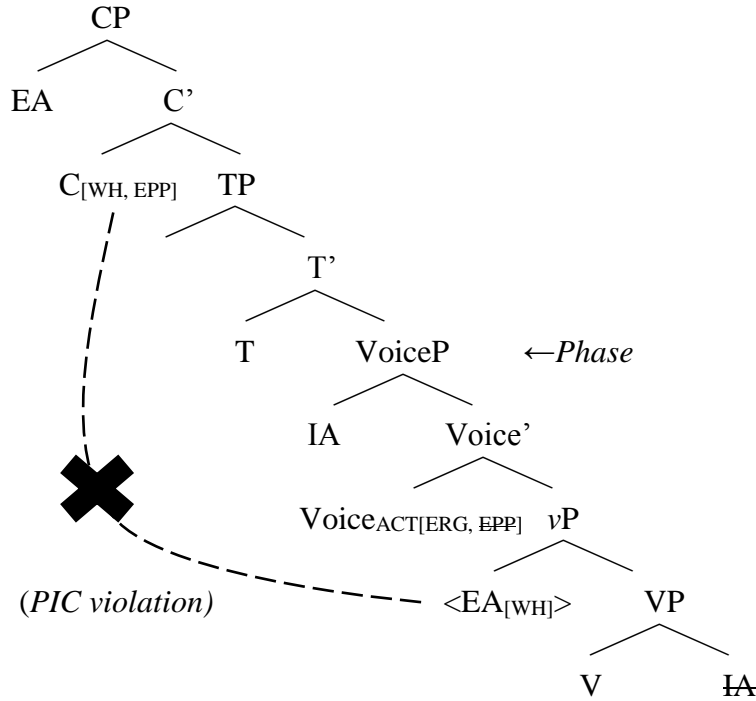 CP
EA C’
C[WH, EPP] TP
T’
T VoiceP ←Phase
IA Voice’
VoiceACT[ERG, EPP] vP
(PIC violation) <EA[WH]> VP
V IA